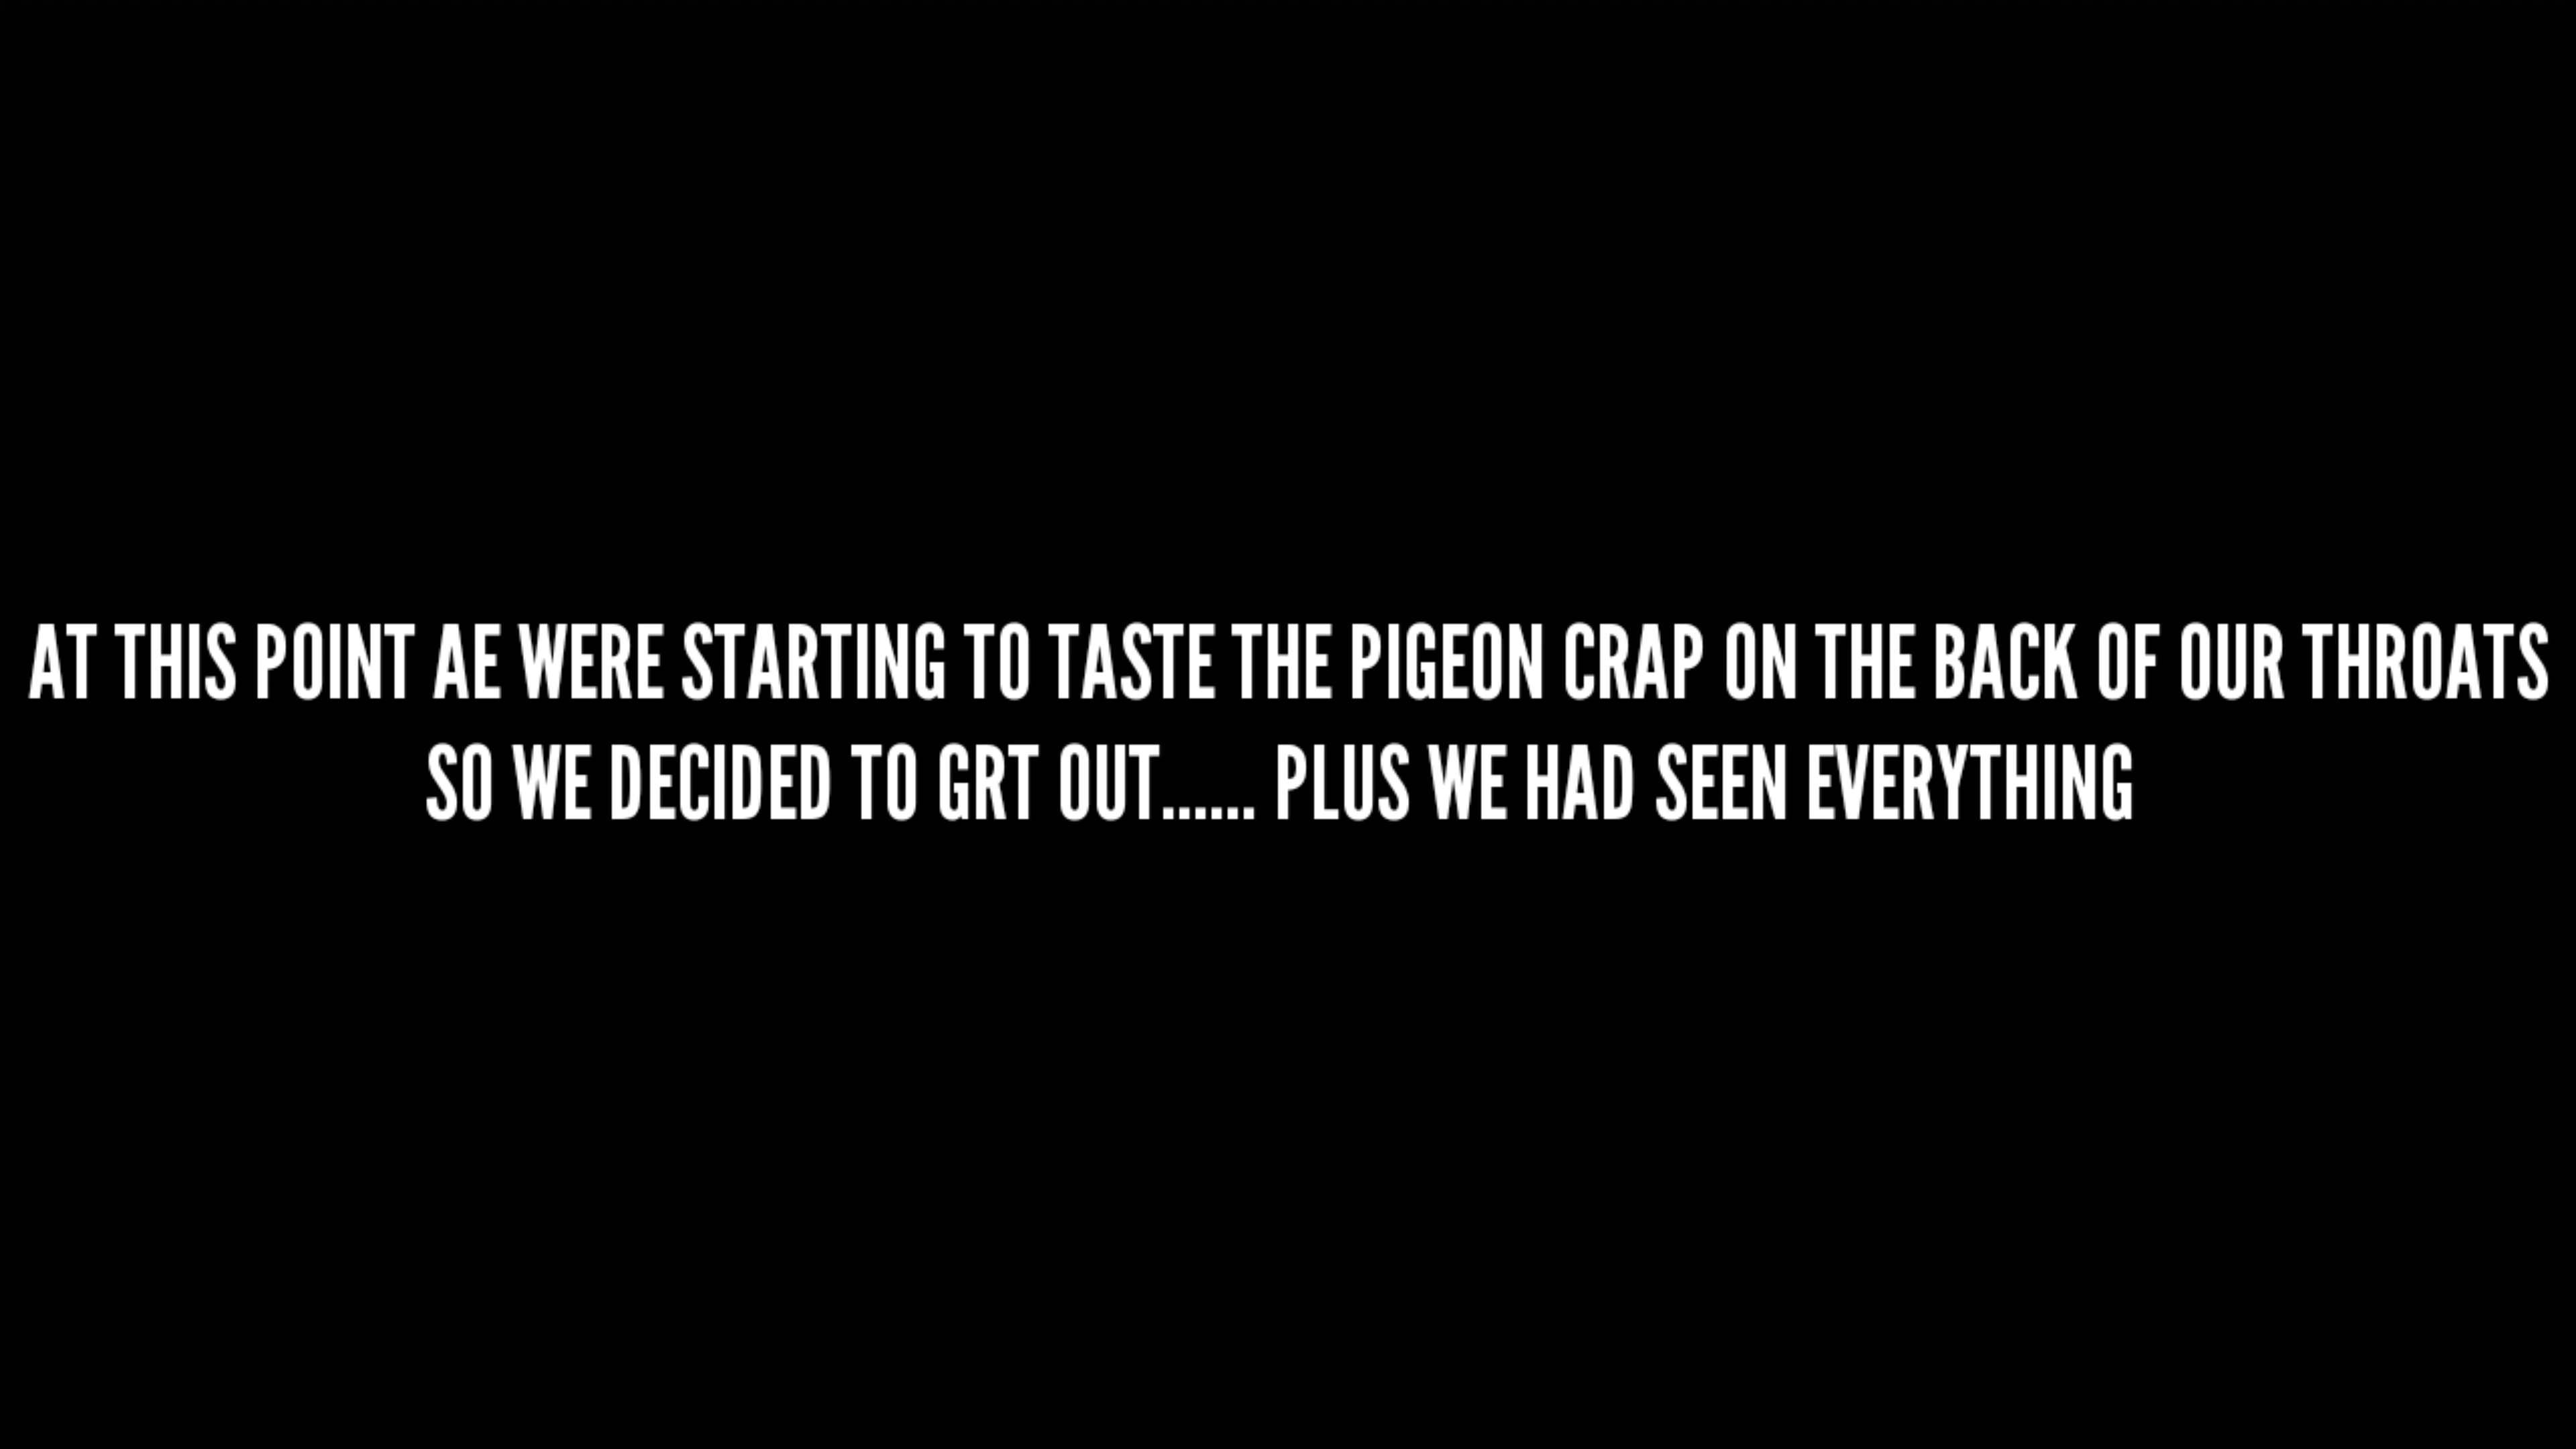 AT THIS POINT AE WERE STARTING TO TASTE THE PIGEON CRAP ON THE BACK OF OUR THROATS
SO WE DECIDED TO GRT OUT...... PLUS WE HAD SEEN EVERYTHING